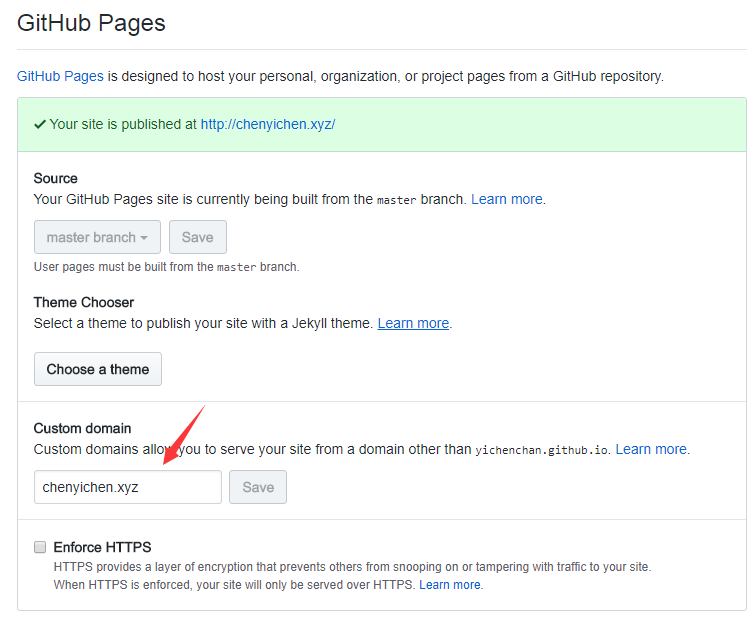 GitHub Pages
GitHub Pages is designed to host your personal, organization, or project pages from a GitHub repository.
Your site is published at http://chenyichen.xyz/
Source
Your GitHub Pages site is currently being built from the master branch. Learn more.
master branch Save
User pages must be built from the master branch.
Theme Chooser
Select a theme to publish your site with a Jekyll theme. Learn more.
Choose a theme
Custom domain
Custom domains allow you to serve your site from a domain other than yichenchan.github.io. Learn more.
chenyichen.xyz Save
Enforce HTTPS
HTTPS provides a layer of encryption that prevents others from snooping on or tampering with traffic to your site.
When HTTPS is enforced, your site will only be served over HTTPS. Learn more.